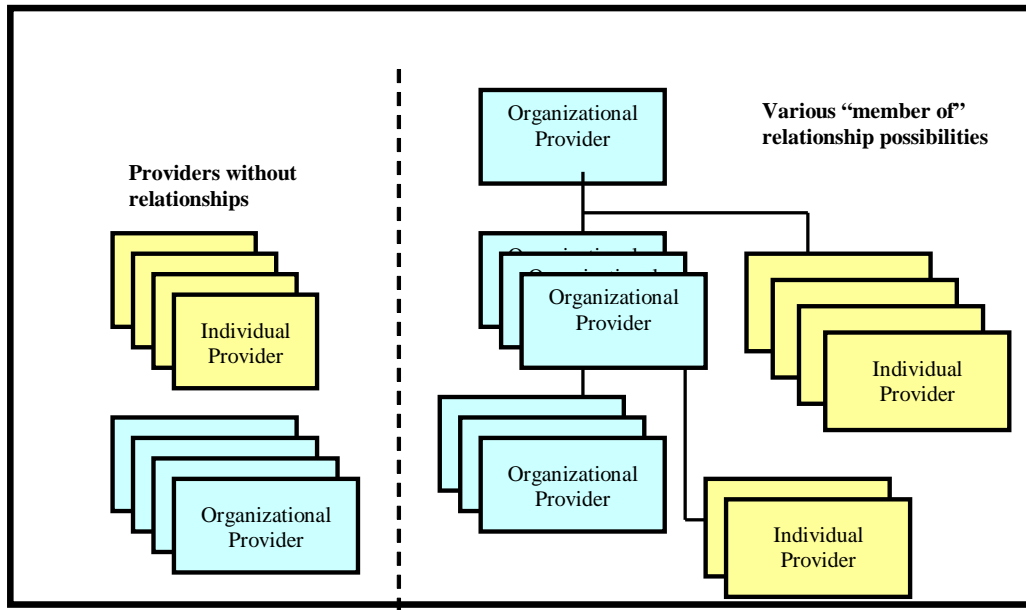 Providers without
relationships
Individual
Provider
Organizational
Provider
Organizational
Provider
Various “member of”
relationship possibilities
Organizational
Provider
Individual
Provider
Organizational
Provider
Individual
Provider